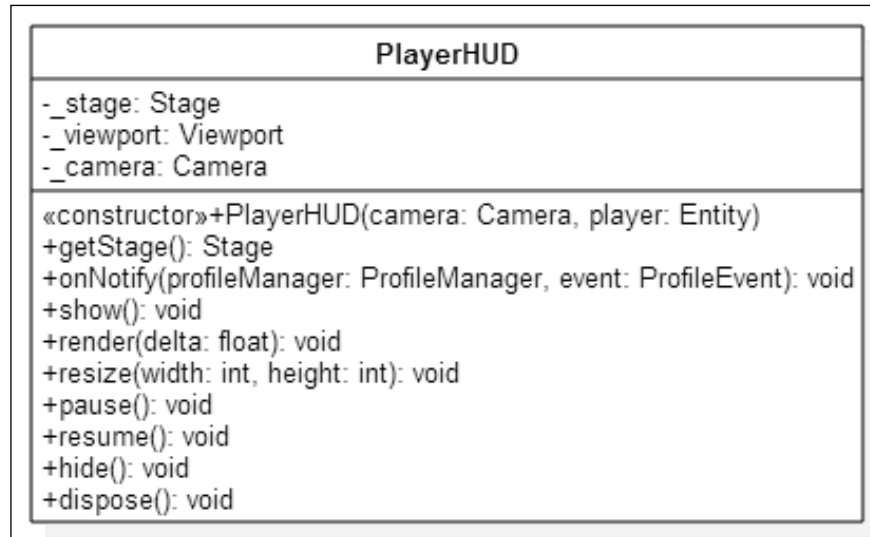 PlayerHUD
-_stage: Stage
-_viewport: Viewport
-_camera: Camera
«constructor»+PlayerHUD(camera: Camera, player: Entity)
+getStage(): Stage
+onNotify(profileManager: ProfileManager, event: ProfileEvent): void
+show(): void
+render(delta: float): void
+resize(width: int, height: int): void
+pause(): void
+resume(): void
+hide(): void
+dispose(): void